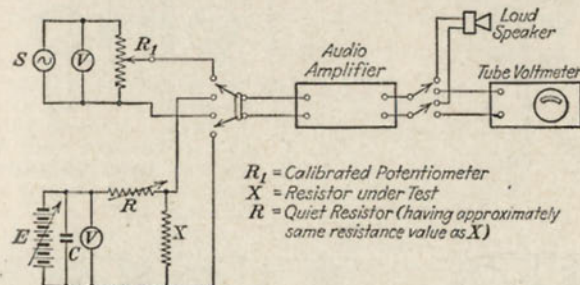 Loud
Speaker
R1
Audio
Amplifier
Tube Voltmeter
S
V
R1 = Calibrated Potentiometer
X = Resistor under Test
R = Quiet Resistor (having approximately
same resistance value as X)
R
E
C
V
X